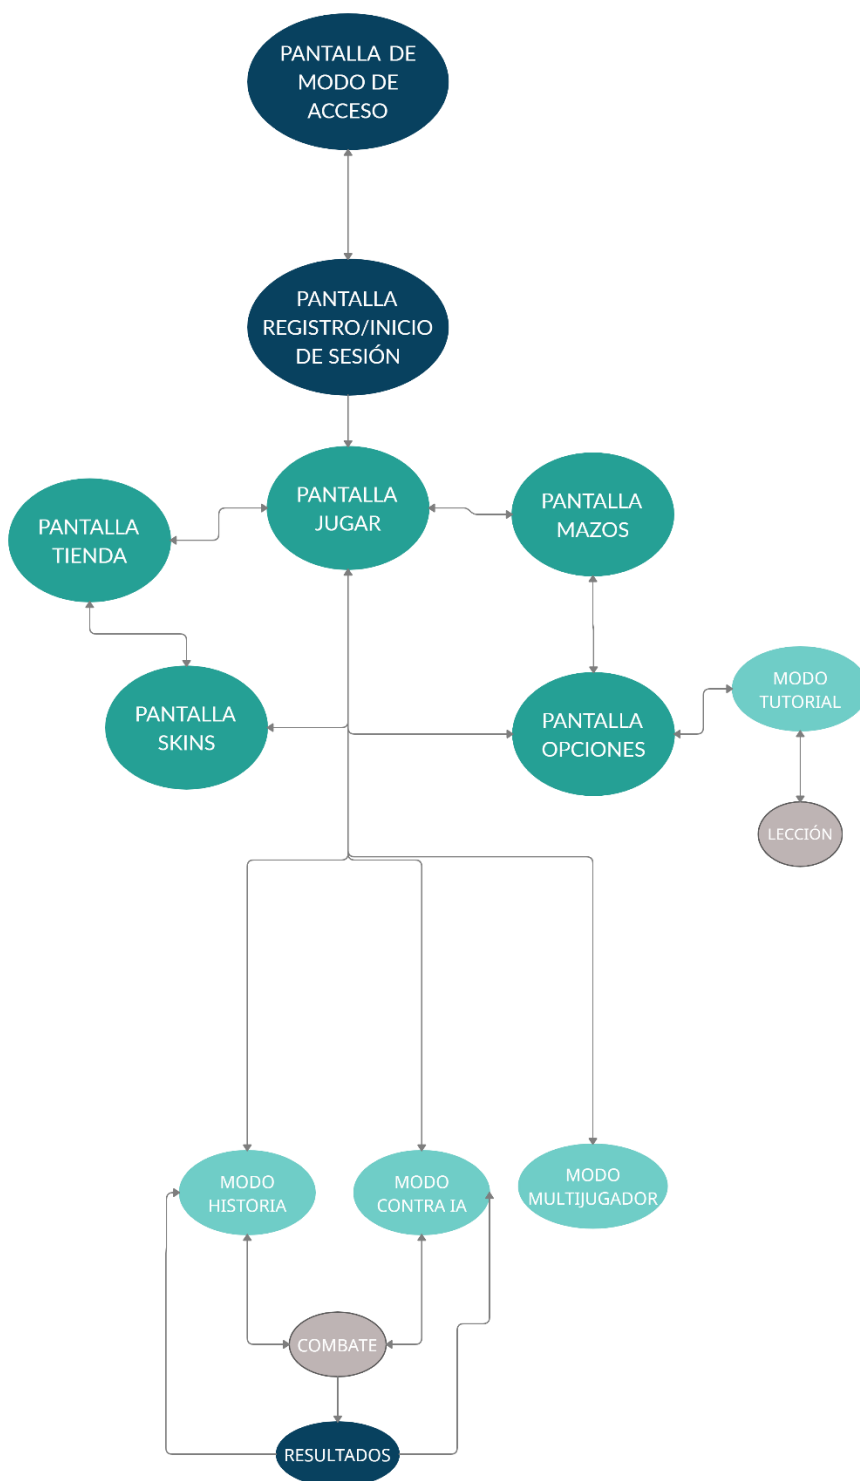 PANTALLA DE
MODO DE
ACCESO
PANTALLA
REGISTRO/INICIO
DE SESIÓN
PANTALLA
JUGAR
PANTALLA
MAZOS
PANTALLA
TIENDA
PANTALLA
SKINS
PANTALLA
OPCIONES
MODO
TUTORIAL
LECCIÓN
MODO
HISTORIA
MODO
CONTRA IA
MODO
MULTIJUGADOR
COMBATE
RESULTADOS